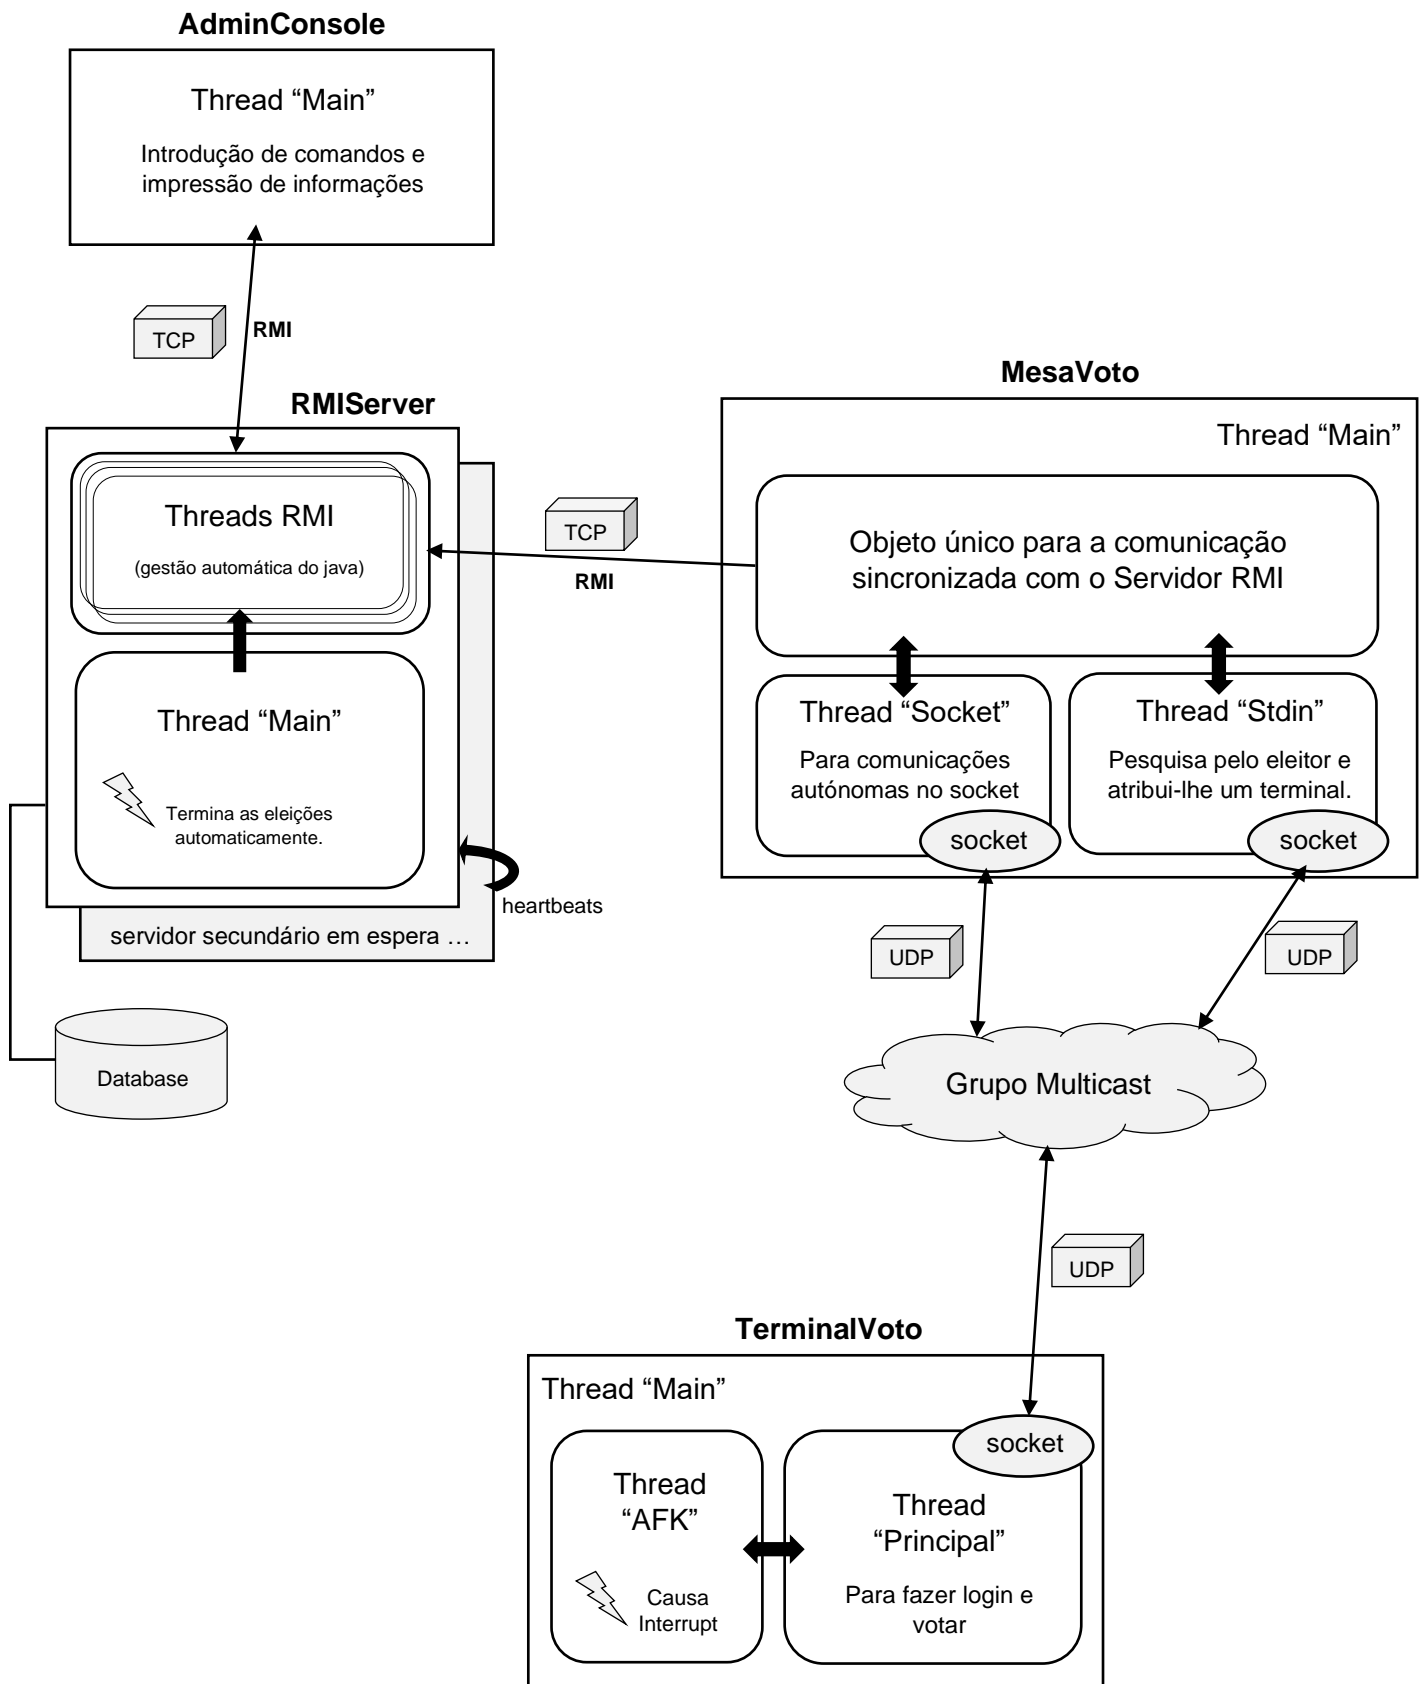 AdminConsole
Thread “Main”
Introdução de comandos e
impressão de informações
TCP
RMI
RMIServer
Threads RMI
(gestão automática do java)
Thread “Main”
Termina as eleições
automaticamente.
heartbeats
servidor secundário em espera …
Database
TCP
RMI
MesaVoto
Thread “Main”
Objeto único para a comunicação
sincronizada com o Servidor RMI
Thread “Socket”
Para comunicações
autónomas no socket
socket
Thread “Stdin”
Pesquisa pelo eleitor e
atribui-lhe um terminal.
socket
UDP
UDP
Grupo Multicast
UDP
TerminalVoto
Thread “Main”
socket
Thread
“AFK”
Causa
Interrupt
Thread
“Principal”
Para fazer login e
votar